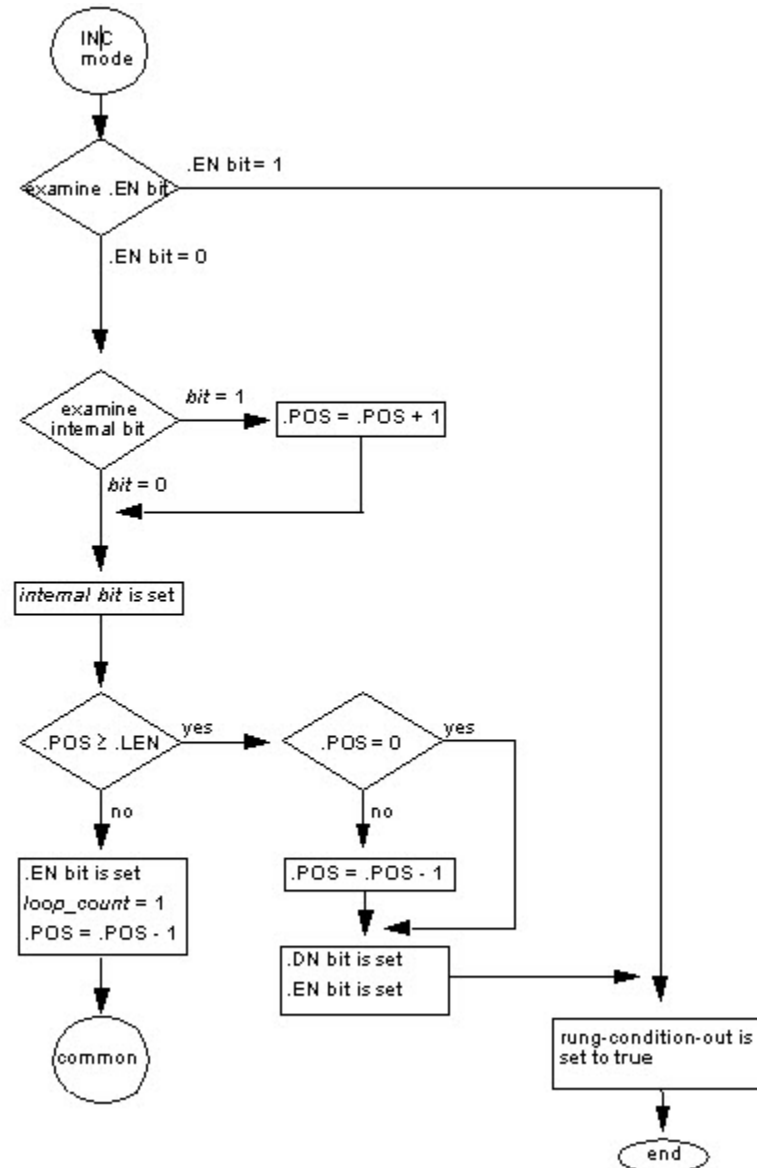 INC
mode
.EN bit = 1
examine .EN bit
.EN bit = 0
bit = 1
examine
internal bit
.POS = .POS + 1
bit = 0
internal bit is set
yes
yes
.POS ≥ .LEN
.POS = 0
no
no
.EN bit is set
loop_count = 1
.POS = .POS - 1
.POS = .POS - 1
.DN bit is set
.EN bit is set
common
rung-condition-out is
set to true
end